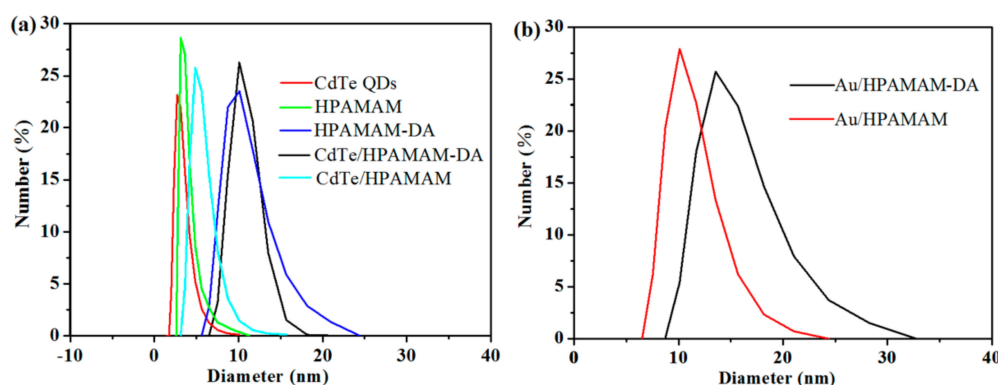 (a)
30
25
20
15
10
5
0
Number (%)
-10 0 10 20 30 40
Diameter (nm)
CdTe QDs
HPAMAM
HPAMAM-DA
CdTe/HPAMAM-DA
CdTe/HPAMAM
(b)
30
25
20
15
10
5
0
Number (%)
0 10 20 30 40
Diameter (nm)
Au/HPAMAM-DA
Au/HPAMAM